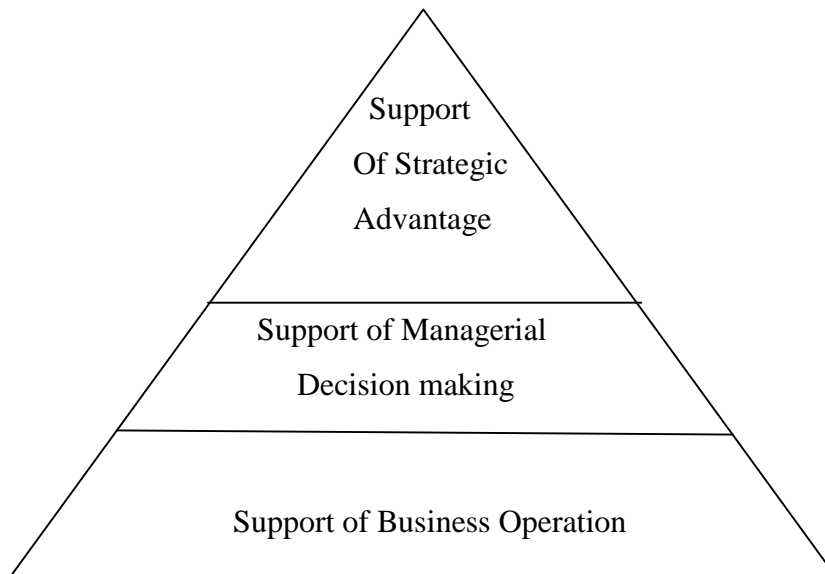 Support
Of Strategic
Advantage
Support of Managerial
Decision making
Support of Business Operation